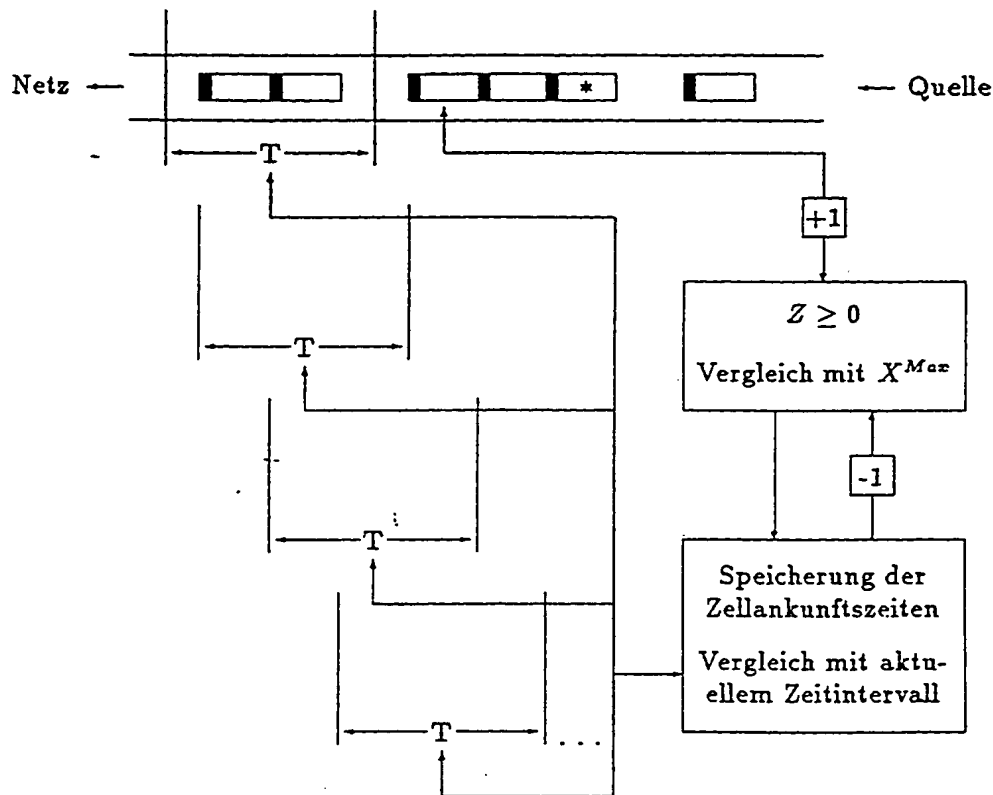 Netz ← * ← Quelle
T
+1
T
Z ≥ 0
Vergleich mit X^Max
-1
T
Speicherung der
Zellankunftszeiten
Vergleich mit aktu-
ellem Zeitintervall
T ....